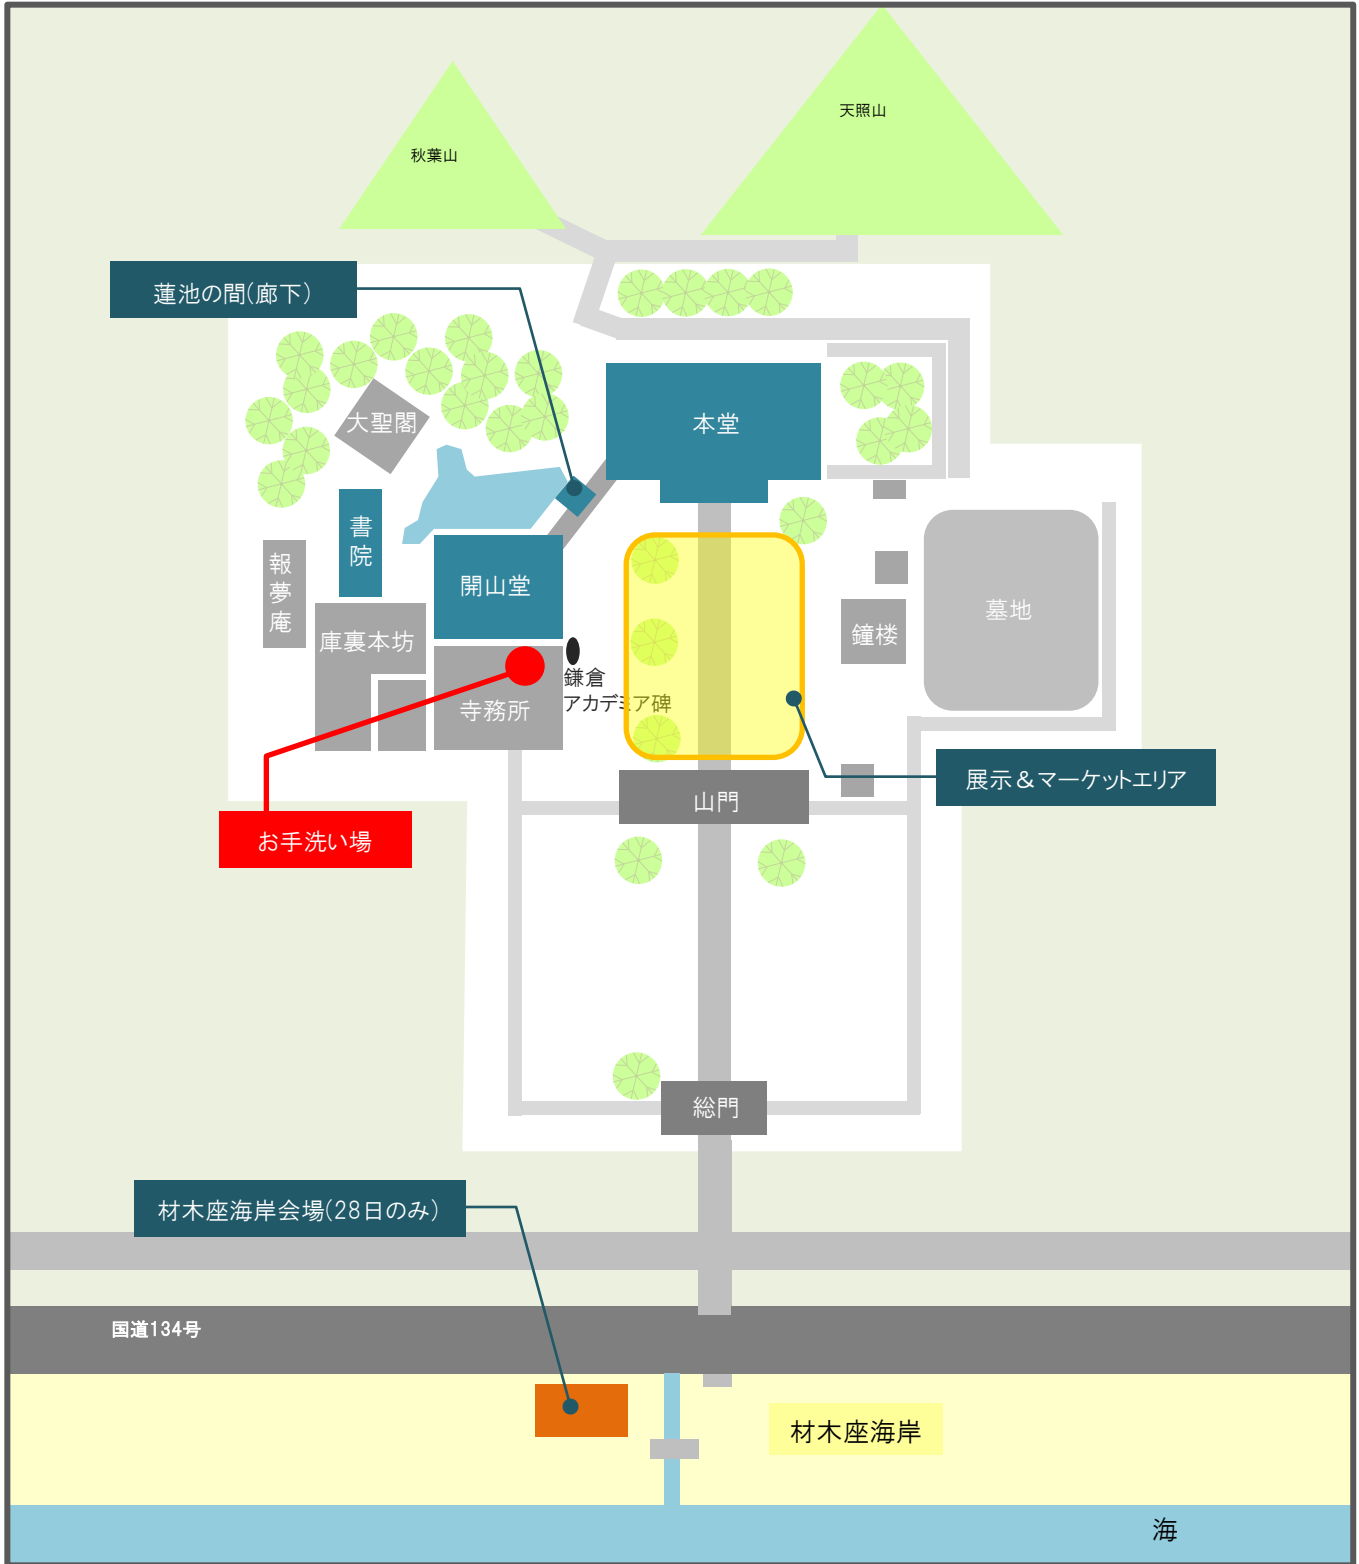 天照山
秋葉山
蓮池の間(廊下)
大聖閣
本堂
書院
報夢庵
開山堂
墓地
鐘楼
庫裏本坊
鎌倉
アカデミア碑
寺務所
展示＆マーケットエリア
山門
お手洗い場
総門
材木座海岸会場(28日のみ)
国道134号
材木座海岸
海